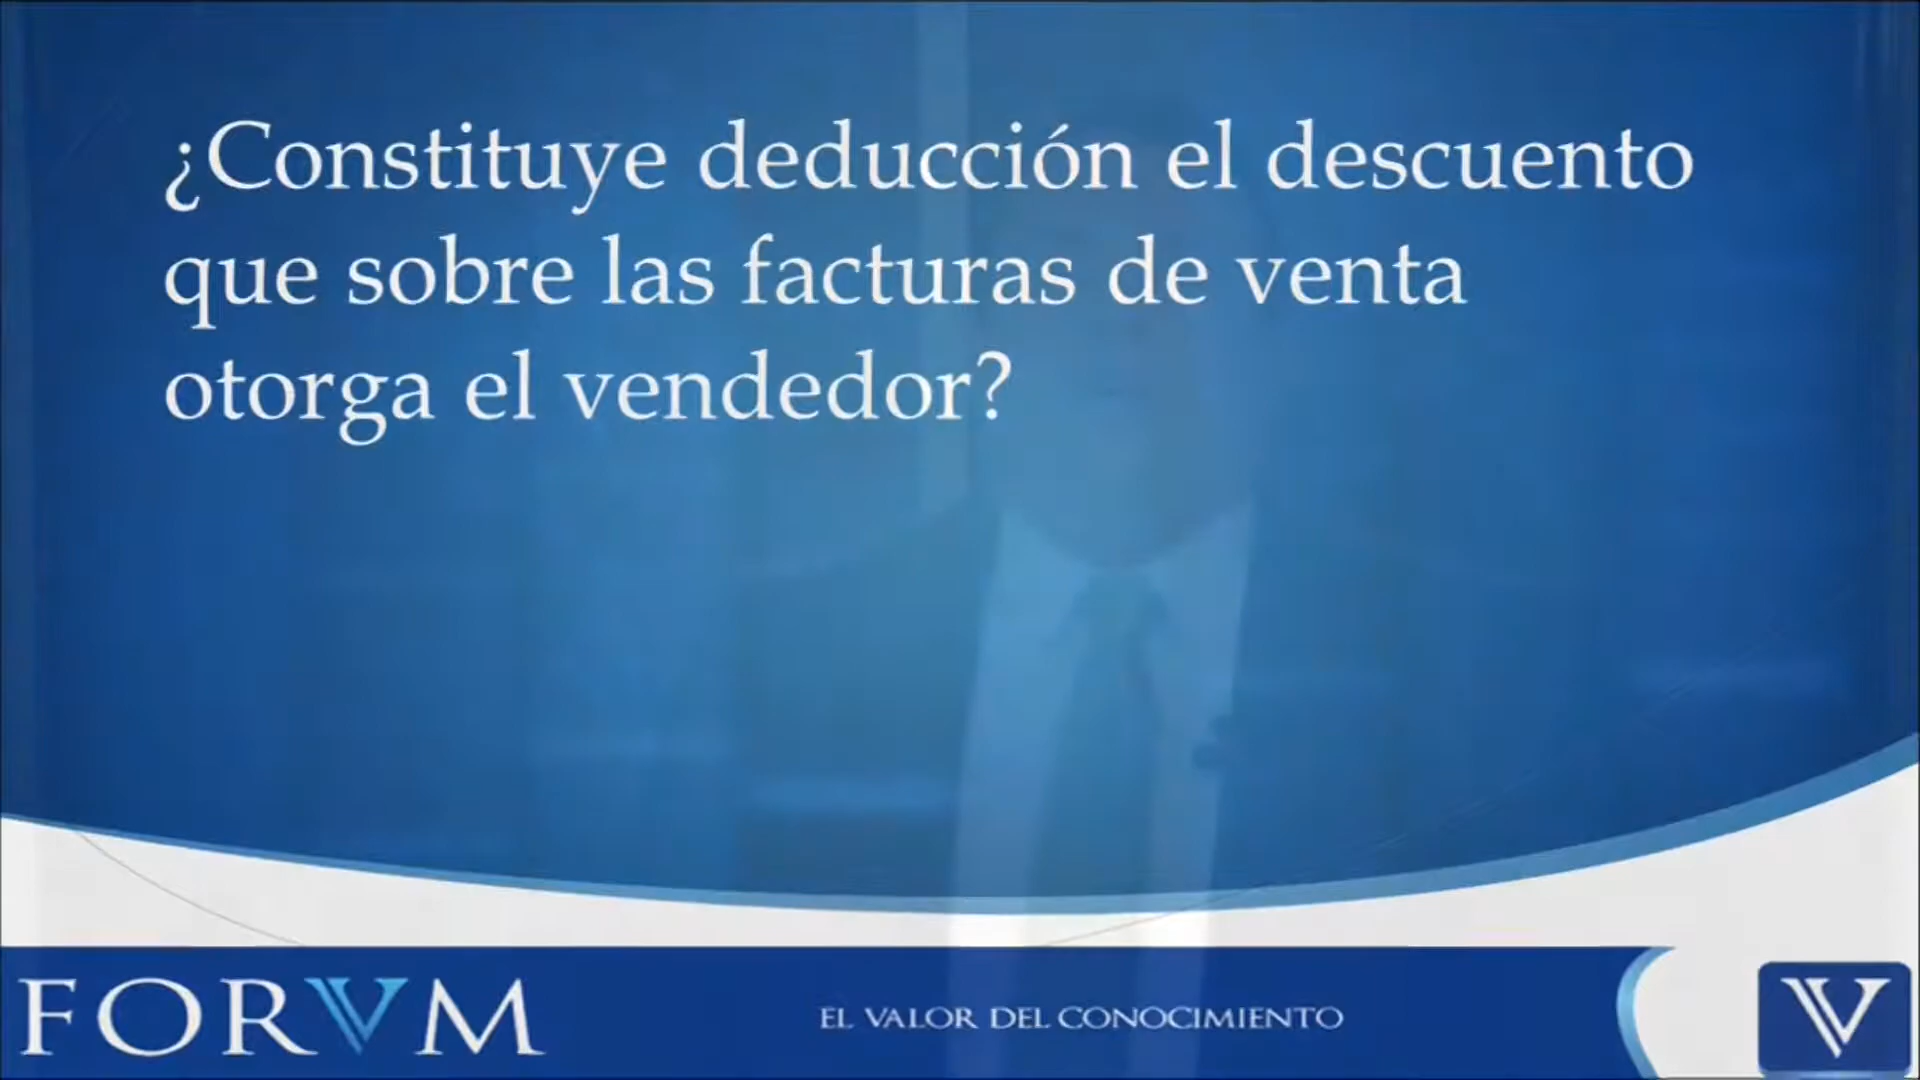 ¿Constituye deducción el descuento
que sobre las facturas de venta
otorga el vendedor?
FORVM
EL VALOR DEL CONOCIMIENTO
V